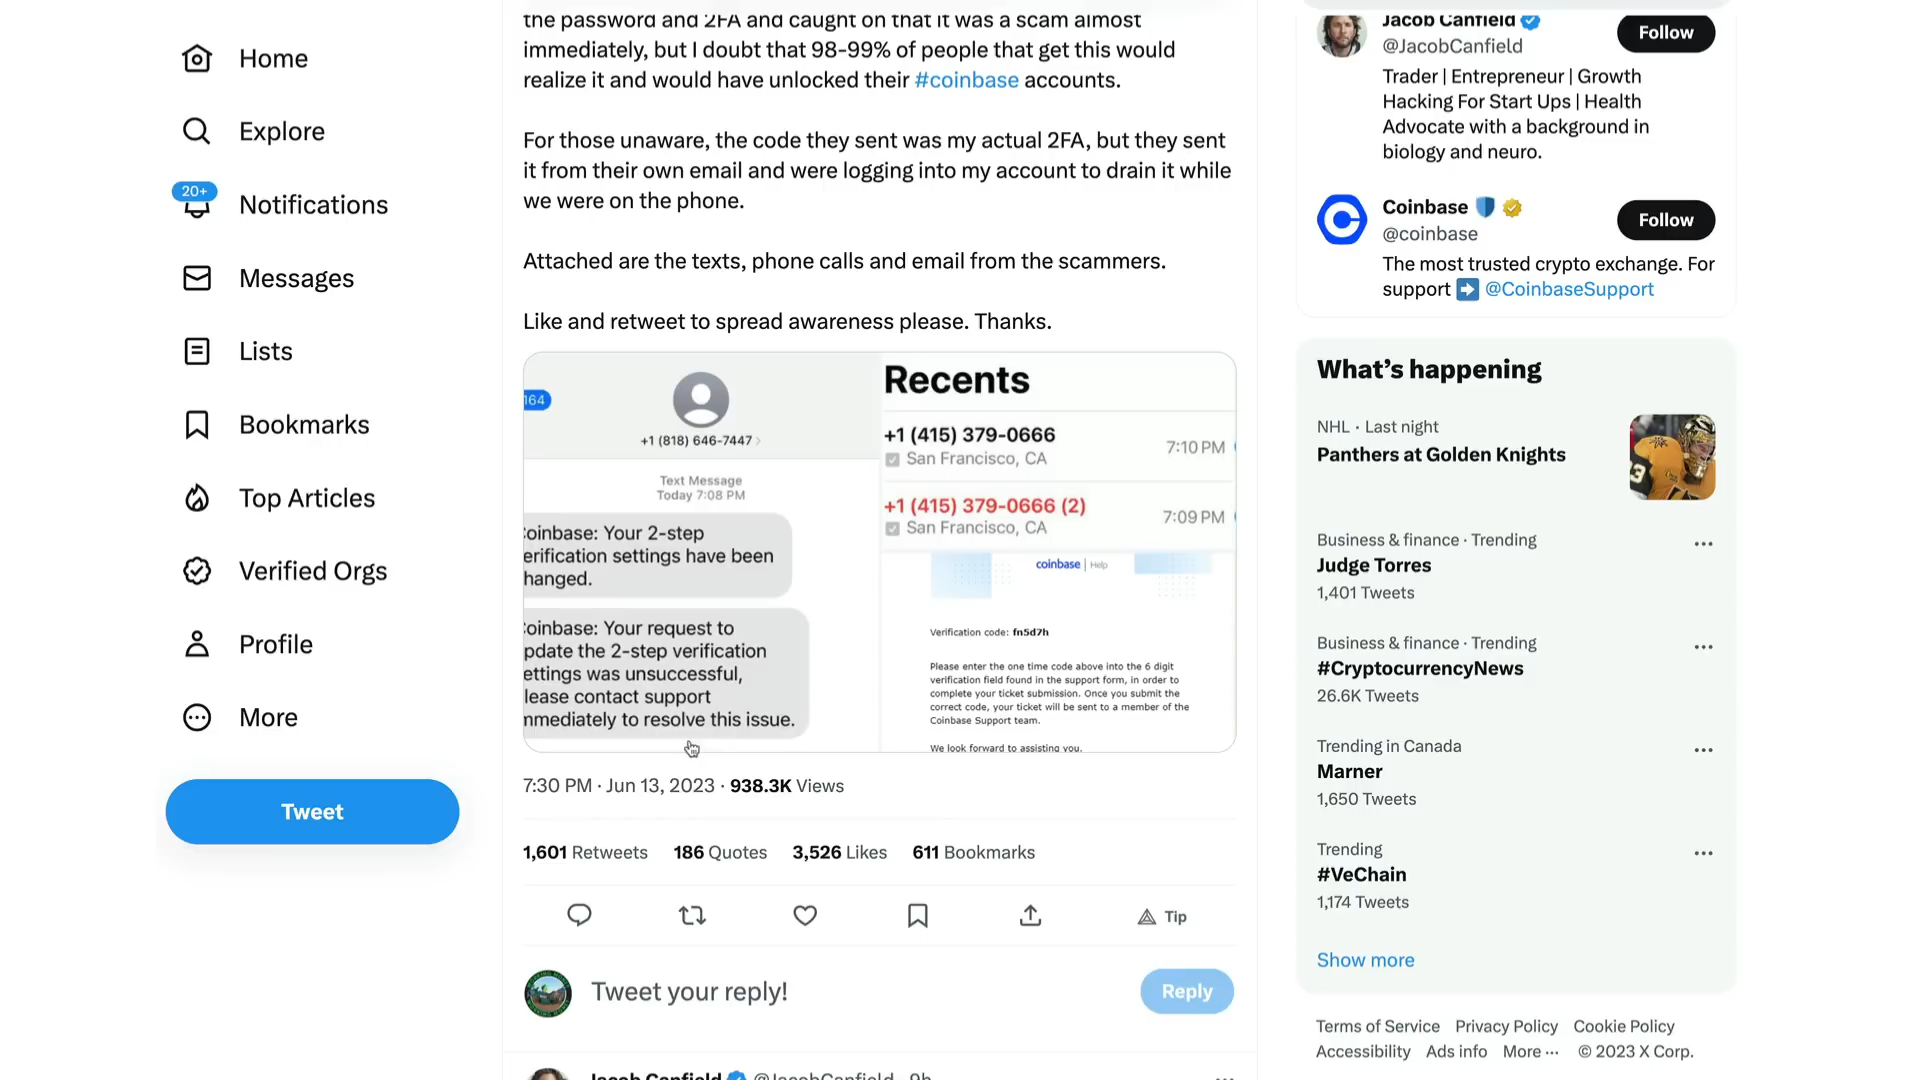 Home
Explore
20+
Notifications
Messages
Lists
Bookmarks
Top Articles
Verified Orgs
Profile
More
Tweet
the password and 2FA and caught on that it was a scam almost
immediately, but I doubt that 98-99% of people that get this would
realize it and would have unlocked their #coinbase accounts.
For those unaware, the code they sent was my actual 2FA, but they sent
it from their own email and were logging into my account to drain it while
we were on the phone.
Attached are the texts, phone calls and email from the scammers.
Like and retweet to spread awareness please. Thanks.
164
+1 (818) 646-7447
Text Message
Today 7:08 PM
oinbase: Your 2-step
erification settings have been
hanged.
oinbase: Your request to
pdate the 2-step verification
ettings was unsuccessful,
lease contact support
mmediately to resolve this issue.
Recents
+1 (415) 379-0666
7:10 PM
San Francisco, CA
+1 (415) 379-0666 (2)
7:09 PM
San Francisco, CA
coinbase | Help
Verification code: fn5d7h
Please enter the one time code above into the 6 digit
verification field found in the support form, in order to
complete your ticket submission. Once you submit the
correct code, your ticket will be sent to a member of the
Coinbase Support team.
We look forward to assisting you.
7:30 PM · Jun 13, 2023 · 938.3K Views
1,601 Retweets 186 Quotes 3,526 Likes 611 Bookmarks
Tip
Tweet your reply!
Reply
Jacob Canfield @JacobCanfield · 9h
Jacob Canfield
@JacobCanfield
Follow
Trader | Entrepreneur | Growth
Hacking For Start Ups | Health
Advocate with a background in
biology and neuro.
Coinbase
@coinbase
Follow
The most trusted crypto exchange. For
support @CoinbaseSupport
What's happening
NHL · Last night
Panthers at Golden Knights
Business & finance · Trending
Judge Torres
1,401 Tweets
Business & finance · Trending
#CryptocurrencyNews
26.6K Tweets
Trending in Canada
Marner
1,650 Tweets
Trending
#VeChain
1,174 Tweets
Show more
Terms of Service Privacy Policy Cookie Policy
Accessibility Ads info More ··· © 2023 X Corp.